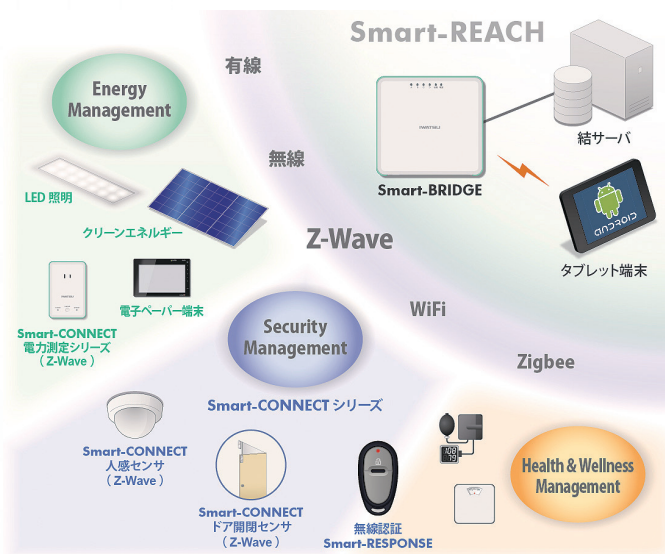 Smart-REACH
有線
Energy
Management
IWATSU
結サーバ
無線
Smart-BRIDGE
LED 照明
android
クリーンエネルギー
Z-Wave
タブレット端末
電子ペーパー端末
WiFi
Smart-CONNECT
電力測定シリーズ
（Z-Wave）
Security
Management
Zigbee
Smart-CONNECT シリーズ
Smart-CONNECT
人感センサ
（Z-Wave）
108
79
Health & Wellness
Management
Smart-CONNECT
ドア開閉センサ
（Z-Wave）
無線認証
Smart-RESPONSE